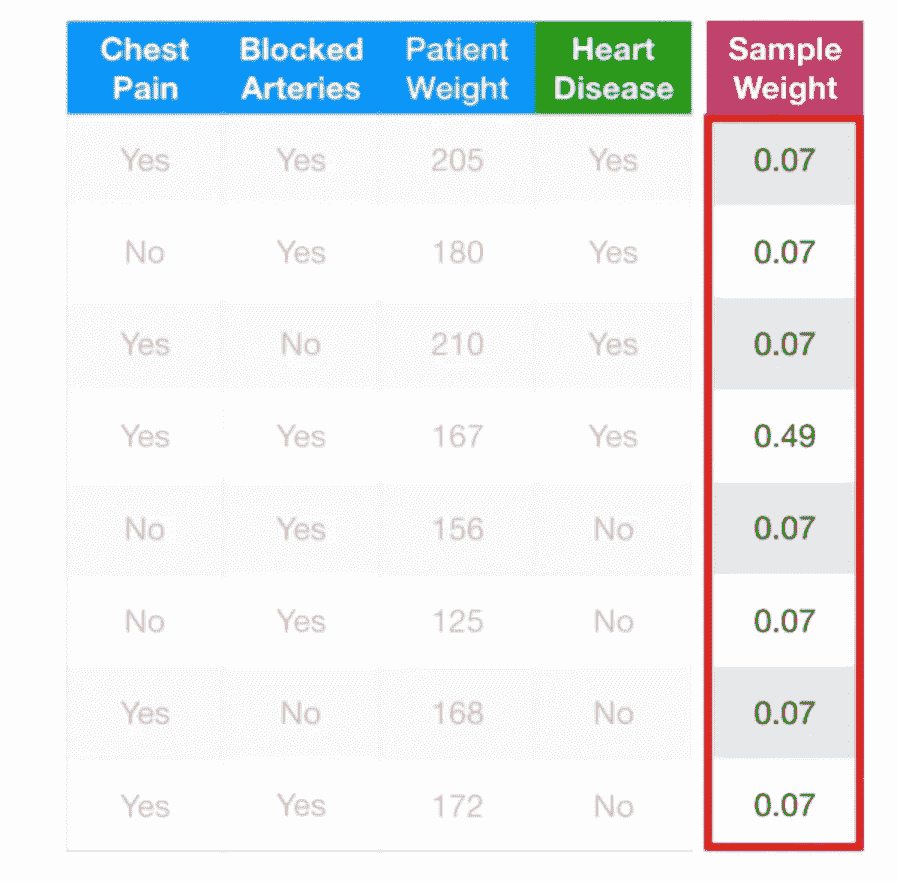 Chest Pain Blocked Arteries Patient Weight Heart Disease Sample Weight
Yes Yes 205 Yes 0.07
No Yes 180 Yes 0.07
Yes No 210 Yes 0.07
Yes Yes 167 Yes 0.49
No Yes 156 No 0.07
No Yes 125 No 0.07
Yes No 168 No 0.07
Yes Yes 172 No 0.07